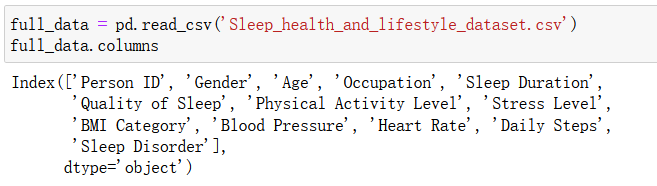 full_data = pd.read_csv('Sleep_health_and_lifestyle_dataset.csv')
full_data.columns
Index(['Person ID', 'Gender', 'Age', 'Occupation', 'Sleep Duration',
'Quality of Sleep', 'Physical Activity Level', 'Stress Level',
'BMI Category', 'Blood Pressure', 'Heart Rate', 'Daily Steps',
'Sleep Disorder'],
dtype='object')